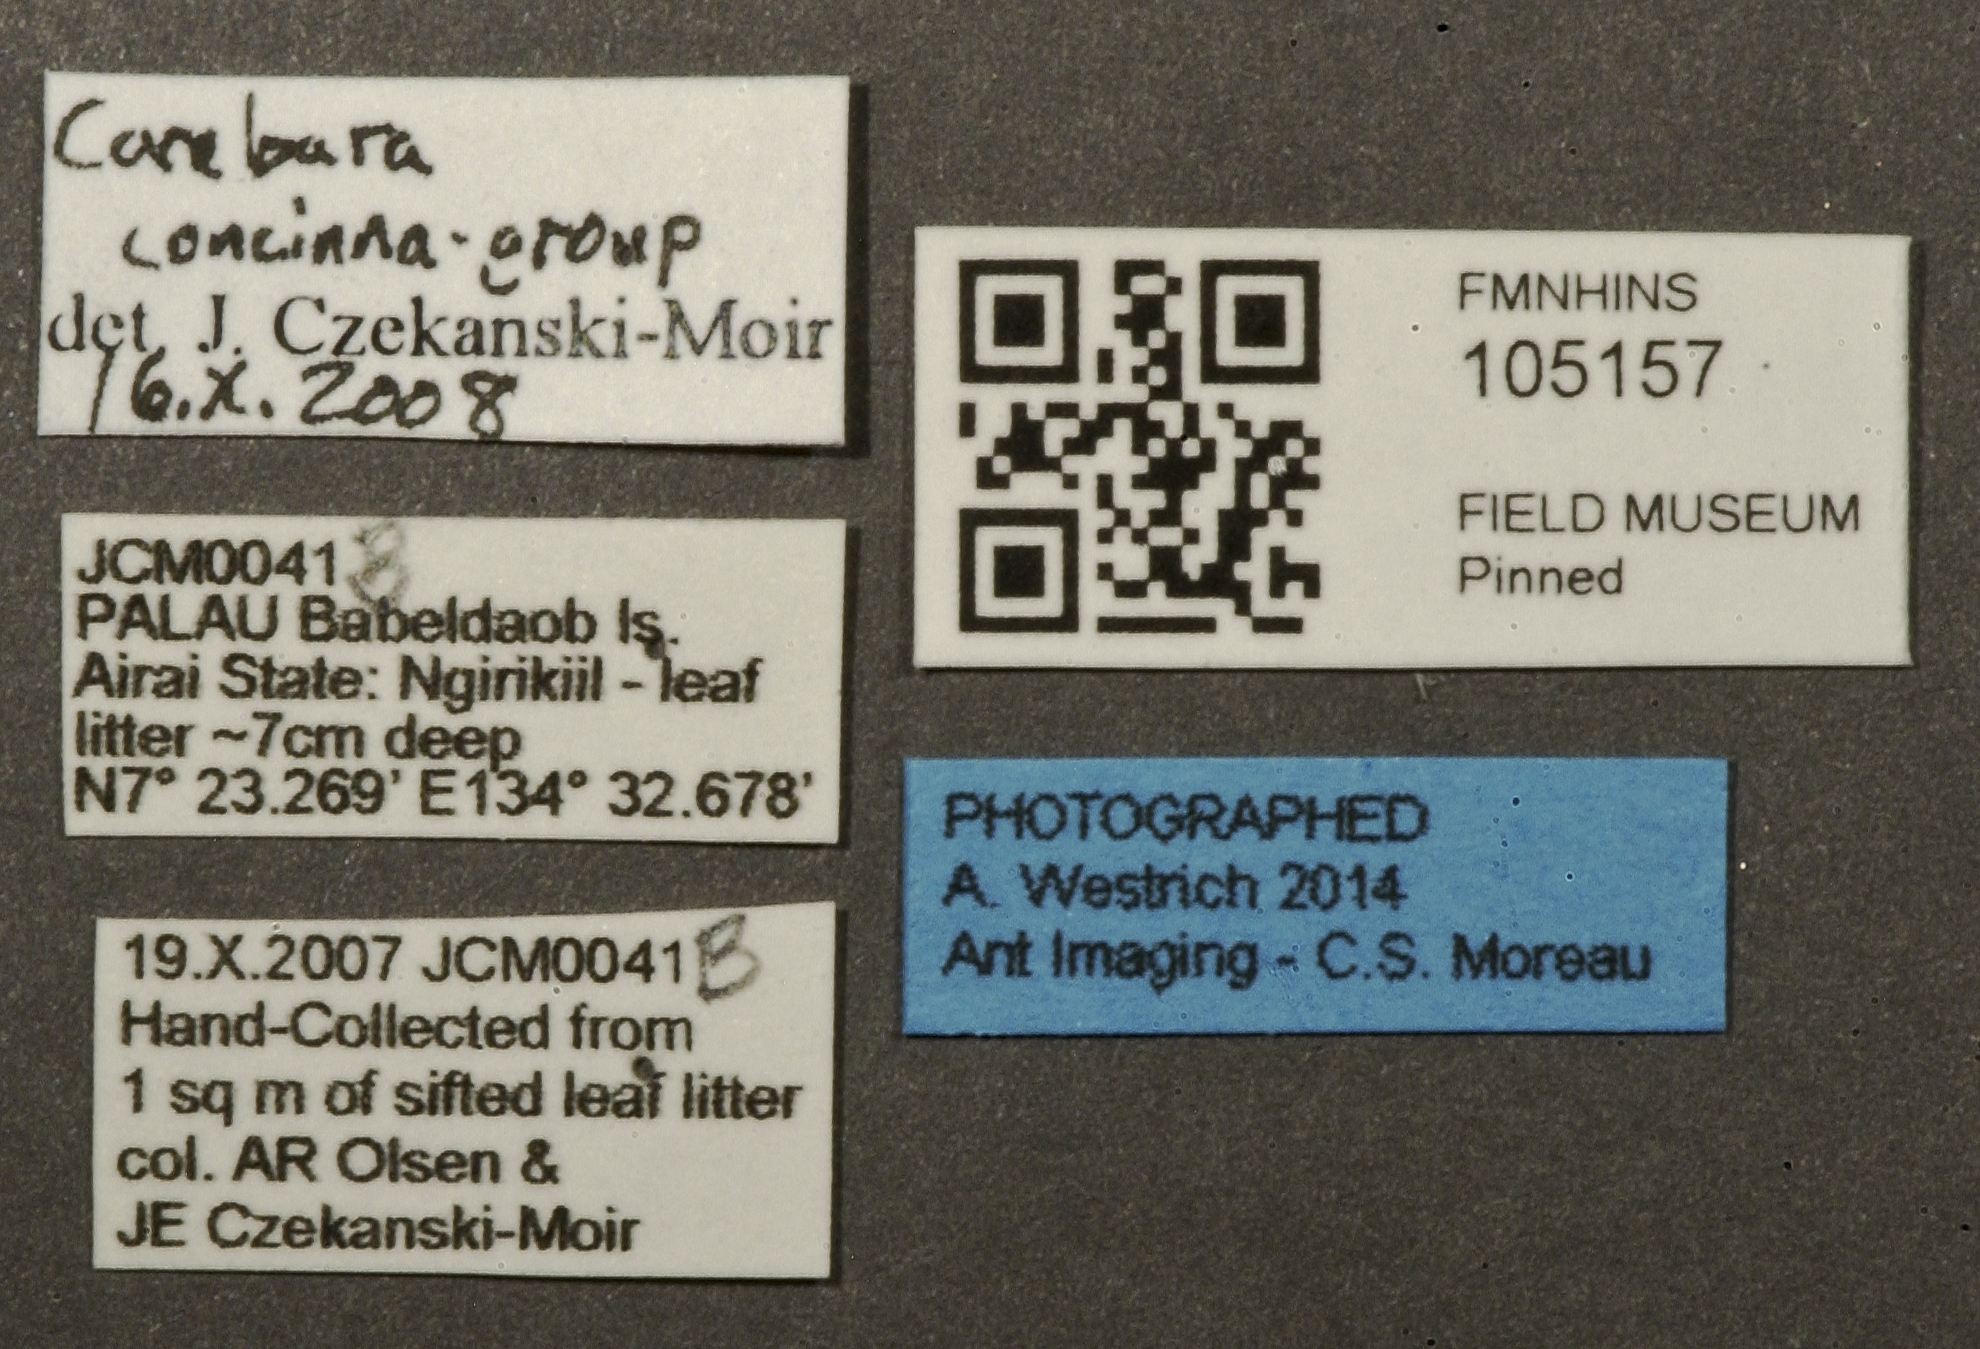 Carebara
concinna-group
det. J. Czekanski-Moir
16.X.2008
JCM0041B
PALAU Babeldaob Is.
Airai State: Ngirikiil - leaf
litter ~7cm deep
N7° 23.269' E134° 32.678'
19.X.2007 JCM0041B
Hand-Collected from
1 sq m of sifted leaf litter
col. AR Olsen &
JE Czekanski-Moir
FMNHINS
105157
FIELD MUSEUM
Pinned
PHOTOGRAPHED
A. Westrich 2014
Ant Imaging - C.S. Moreau